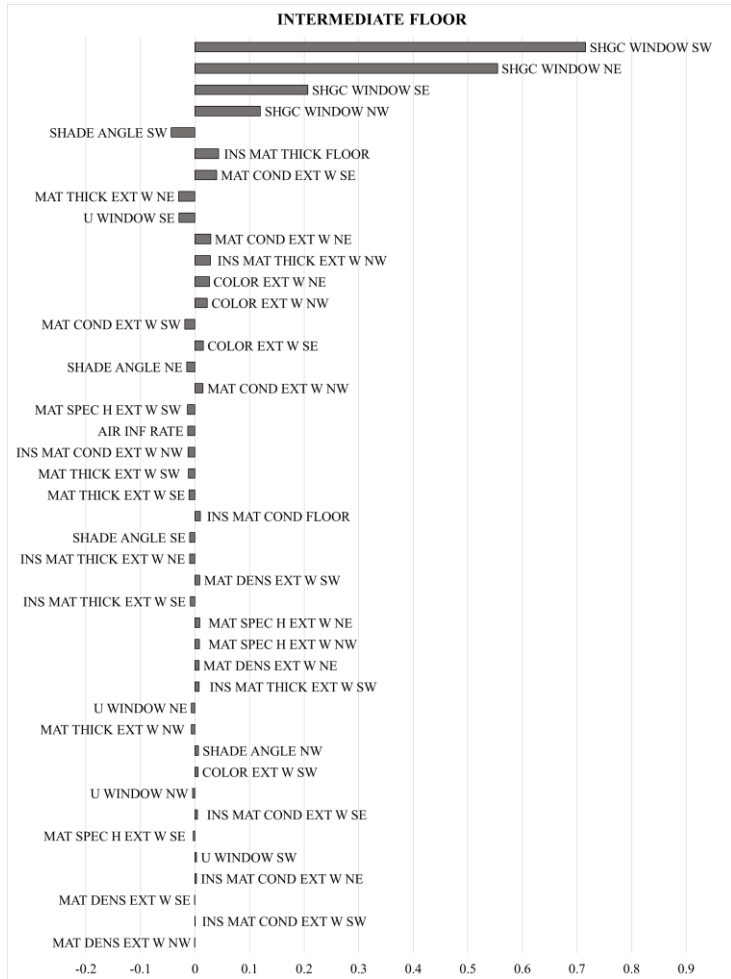 INTERMEDIATE FLOOR
SHGC WINDOW SW
SHGC WINDOW NE
SHGC WINDOW SE
SHGC WINDOW NW
SHADE ANGLE SW
INS MAT THICK FLOOR
MAT COND EXT W SE
MAT THICK EXT W NE
U WINDOW SE
MAT COND EXT W NE
INS MAT THICK EXT W NW
COLOR EXT W NE
COLOR EXT W NW
MAT COND EXT W SW
COLOR EXT W SE
SHADE ANGLE NE
MAT COND EXT W NW
MAT SPEC H EXT W SW
AIR INF RATE
INS MAT COND EXT W NW
MAT THICK EXT W SW
MAT THICK EXT W SE
INS MAT COND FLOOR
SHADE ANGLE SE
INS MAT THICK EXT W NE
MAT DENS EXT W SW
INS MAT THICK EXT W SE
MAT SPEC H EXT W NE
MAT SPEC H EXT W NW
MAT DENS EXT W NE
INS MAT THICK EXT W SW
U WINDOW NE
MAT THICK EXT W NW
SHADE ANGLE NW
COLOR EXT W SW
U WINDOW NW
INS MAT COND EXT W SE
MAT SPEC H EXT W SE
U WINDOW SW
INS MAT COND EXT W NE
MAT DENS EXT W SE
INS MAT COND EXT W SW
MAT DENS EXT W NW
-0.2 -0.1 0 0.1 0.2 0.3 0.4 0.5 0.6 0.7 0.8 0.9